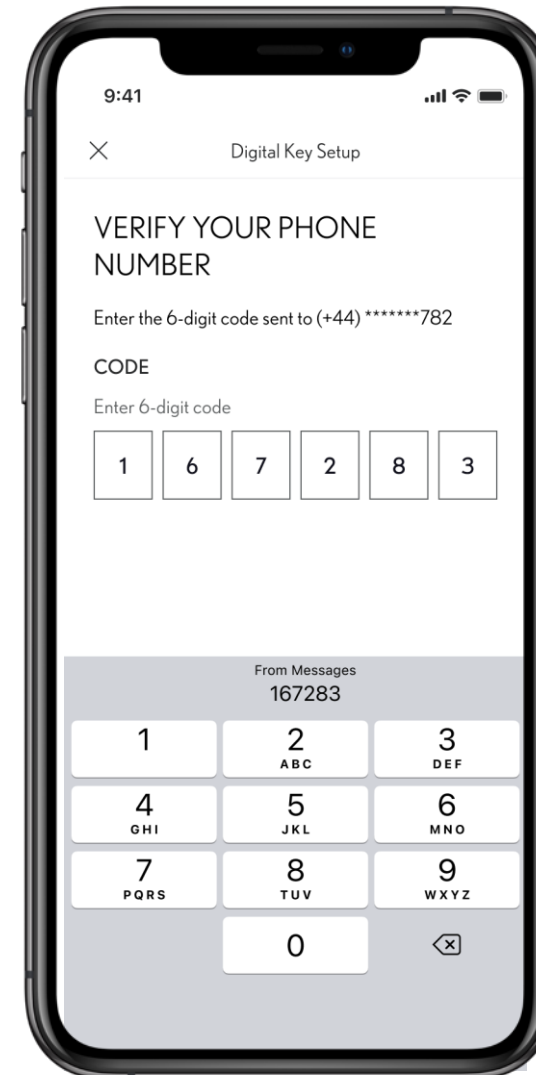 9:41
Digital Key Setup
VERIFY YOUR PHONE
NUMBER
Enter the 6-digit code sent to (+44) *******782
CODE
Enter 6-digit code
1 6 7 2 8 3
From Messages
167283
1 2 3
ABC DEF
4 5 6
GHI JKL MNO
7 8 9
PQRS TUV WXYZ
0